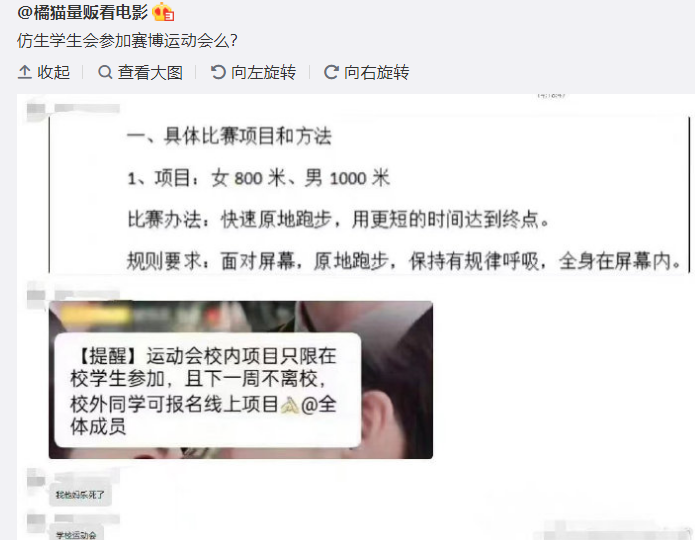 @橘猫量贩看电影
仿生学生会参加赛博运动会么？
收起 查看大图 向左旋转 向右旋转
一、具体比赛项目和方法
1、项目：女 800 米、男 1000 米
比赛办法：快速原地跑步，用更短的时间达到终点。
规则要求：面对屏幕，原地跑步，保持有规律呼吸，全身在屏幕内。
【提醒】运动会校内项目只限在
校学生参加，且下一周不离校，
校外同学可报名线上项目🙏@全
体成员
我他妈乐死了
学校运动会